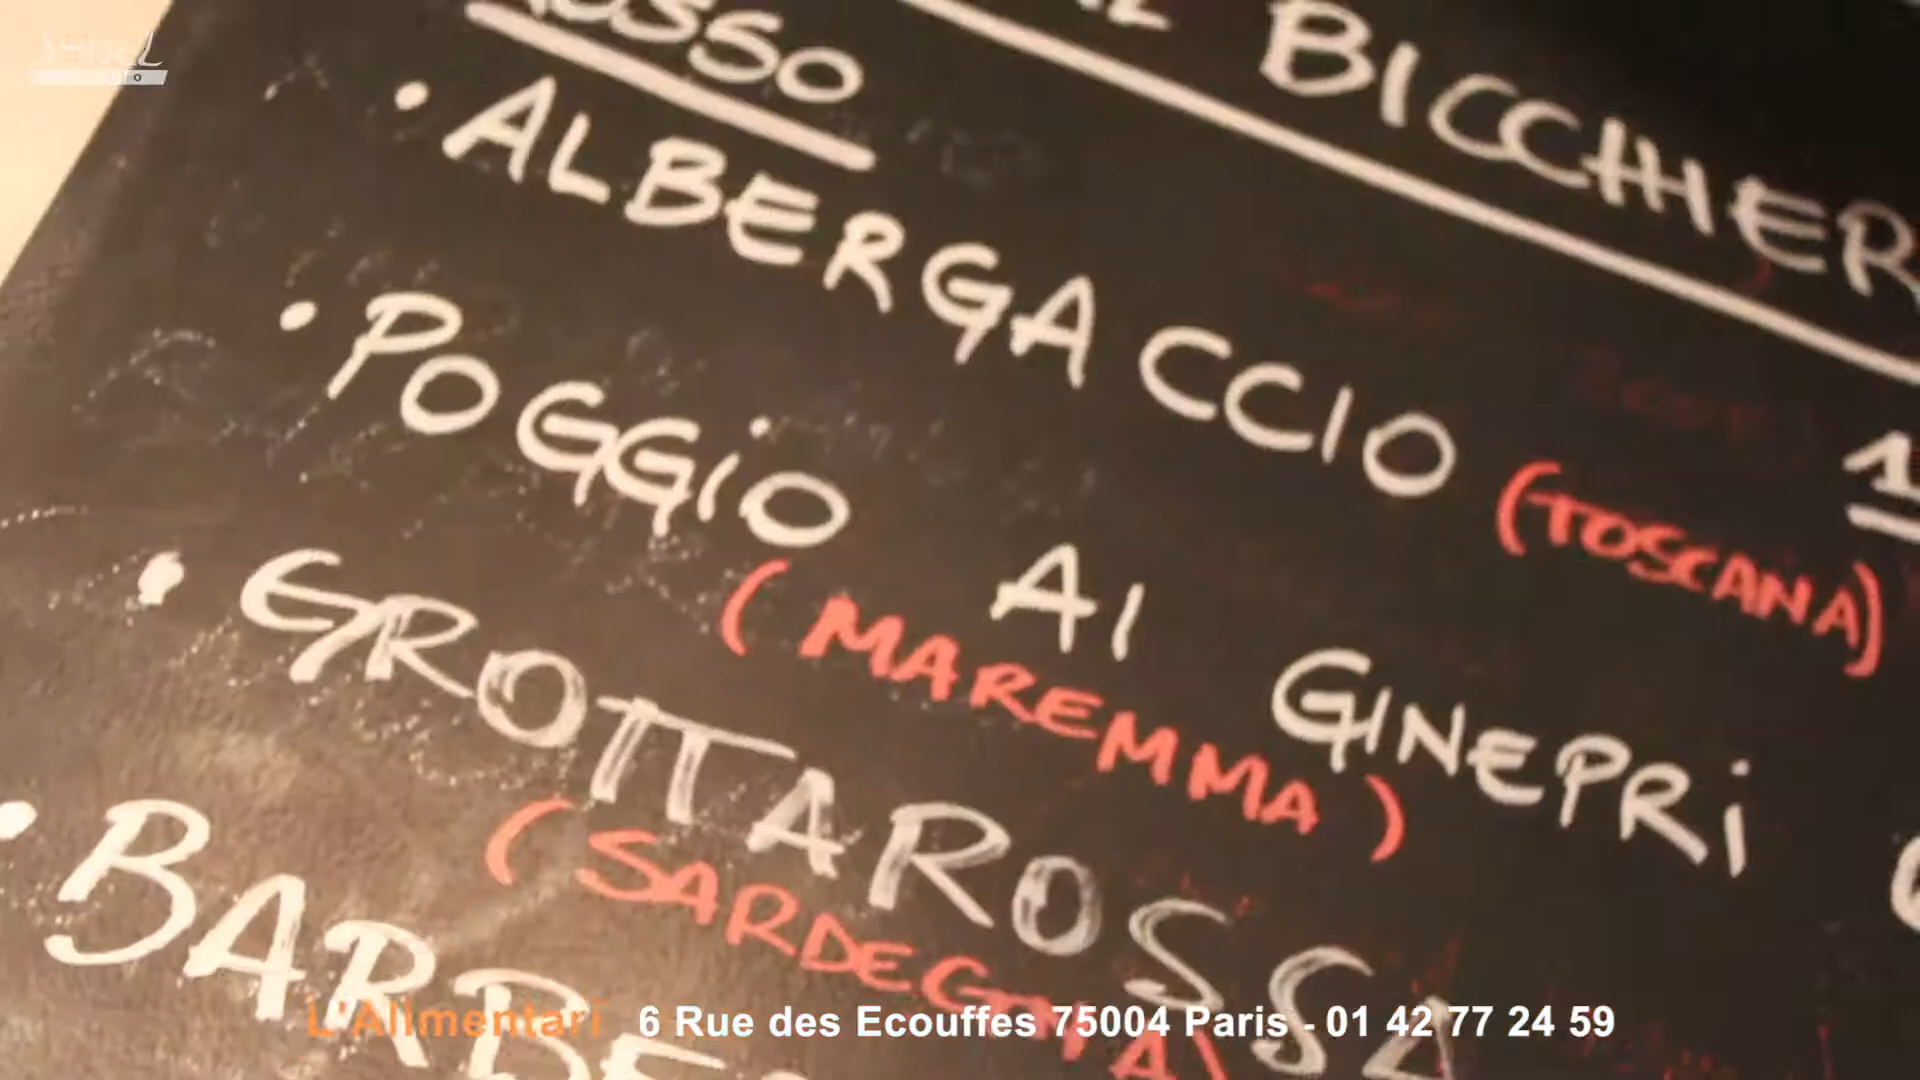 BICCHIER
• ALBERGACCIO (TOSCANA)
• POGGIO AI GINEPRI
(MAREMMA)
• GROTTAROSSA
(SARDEGNA)
L'Alimentari 6 Rue des Ecouffes 75004 Paris - 01 42 77 24 59